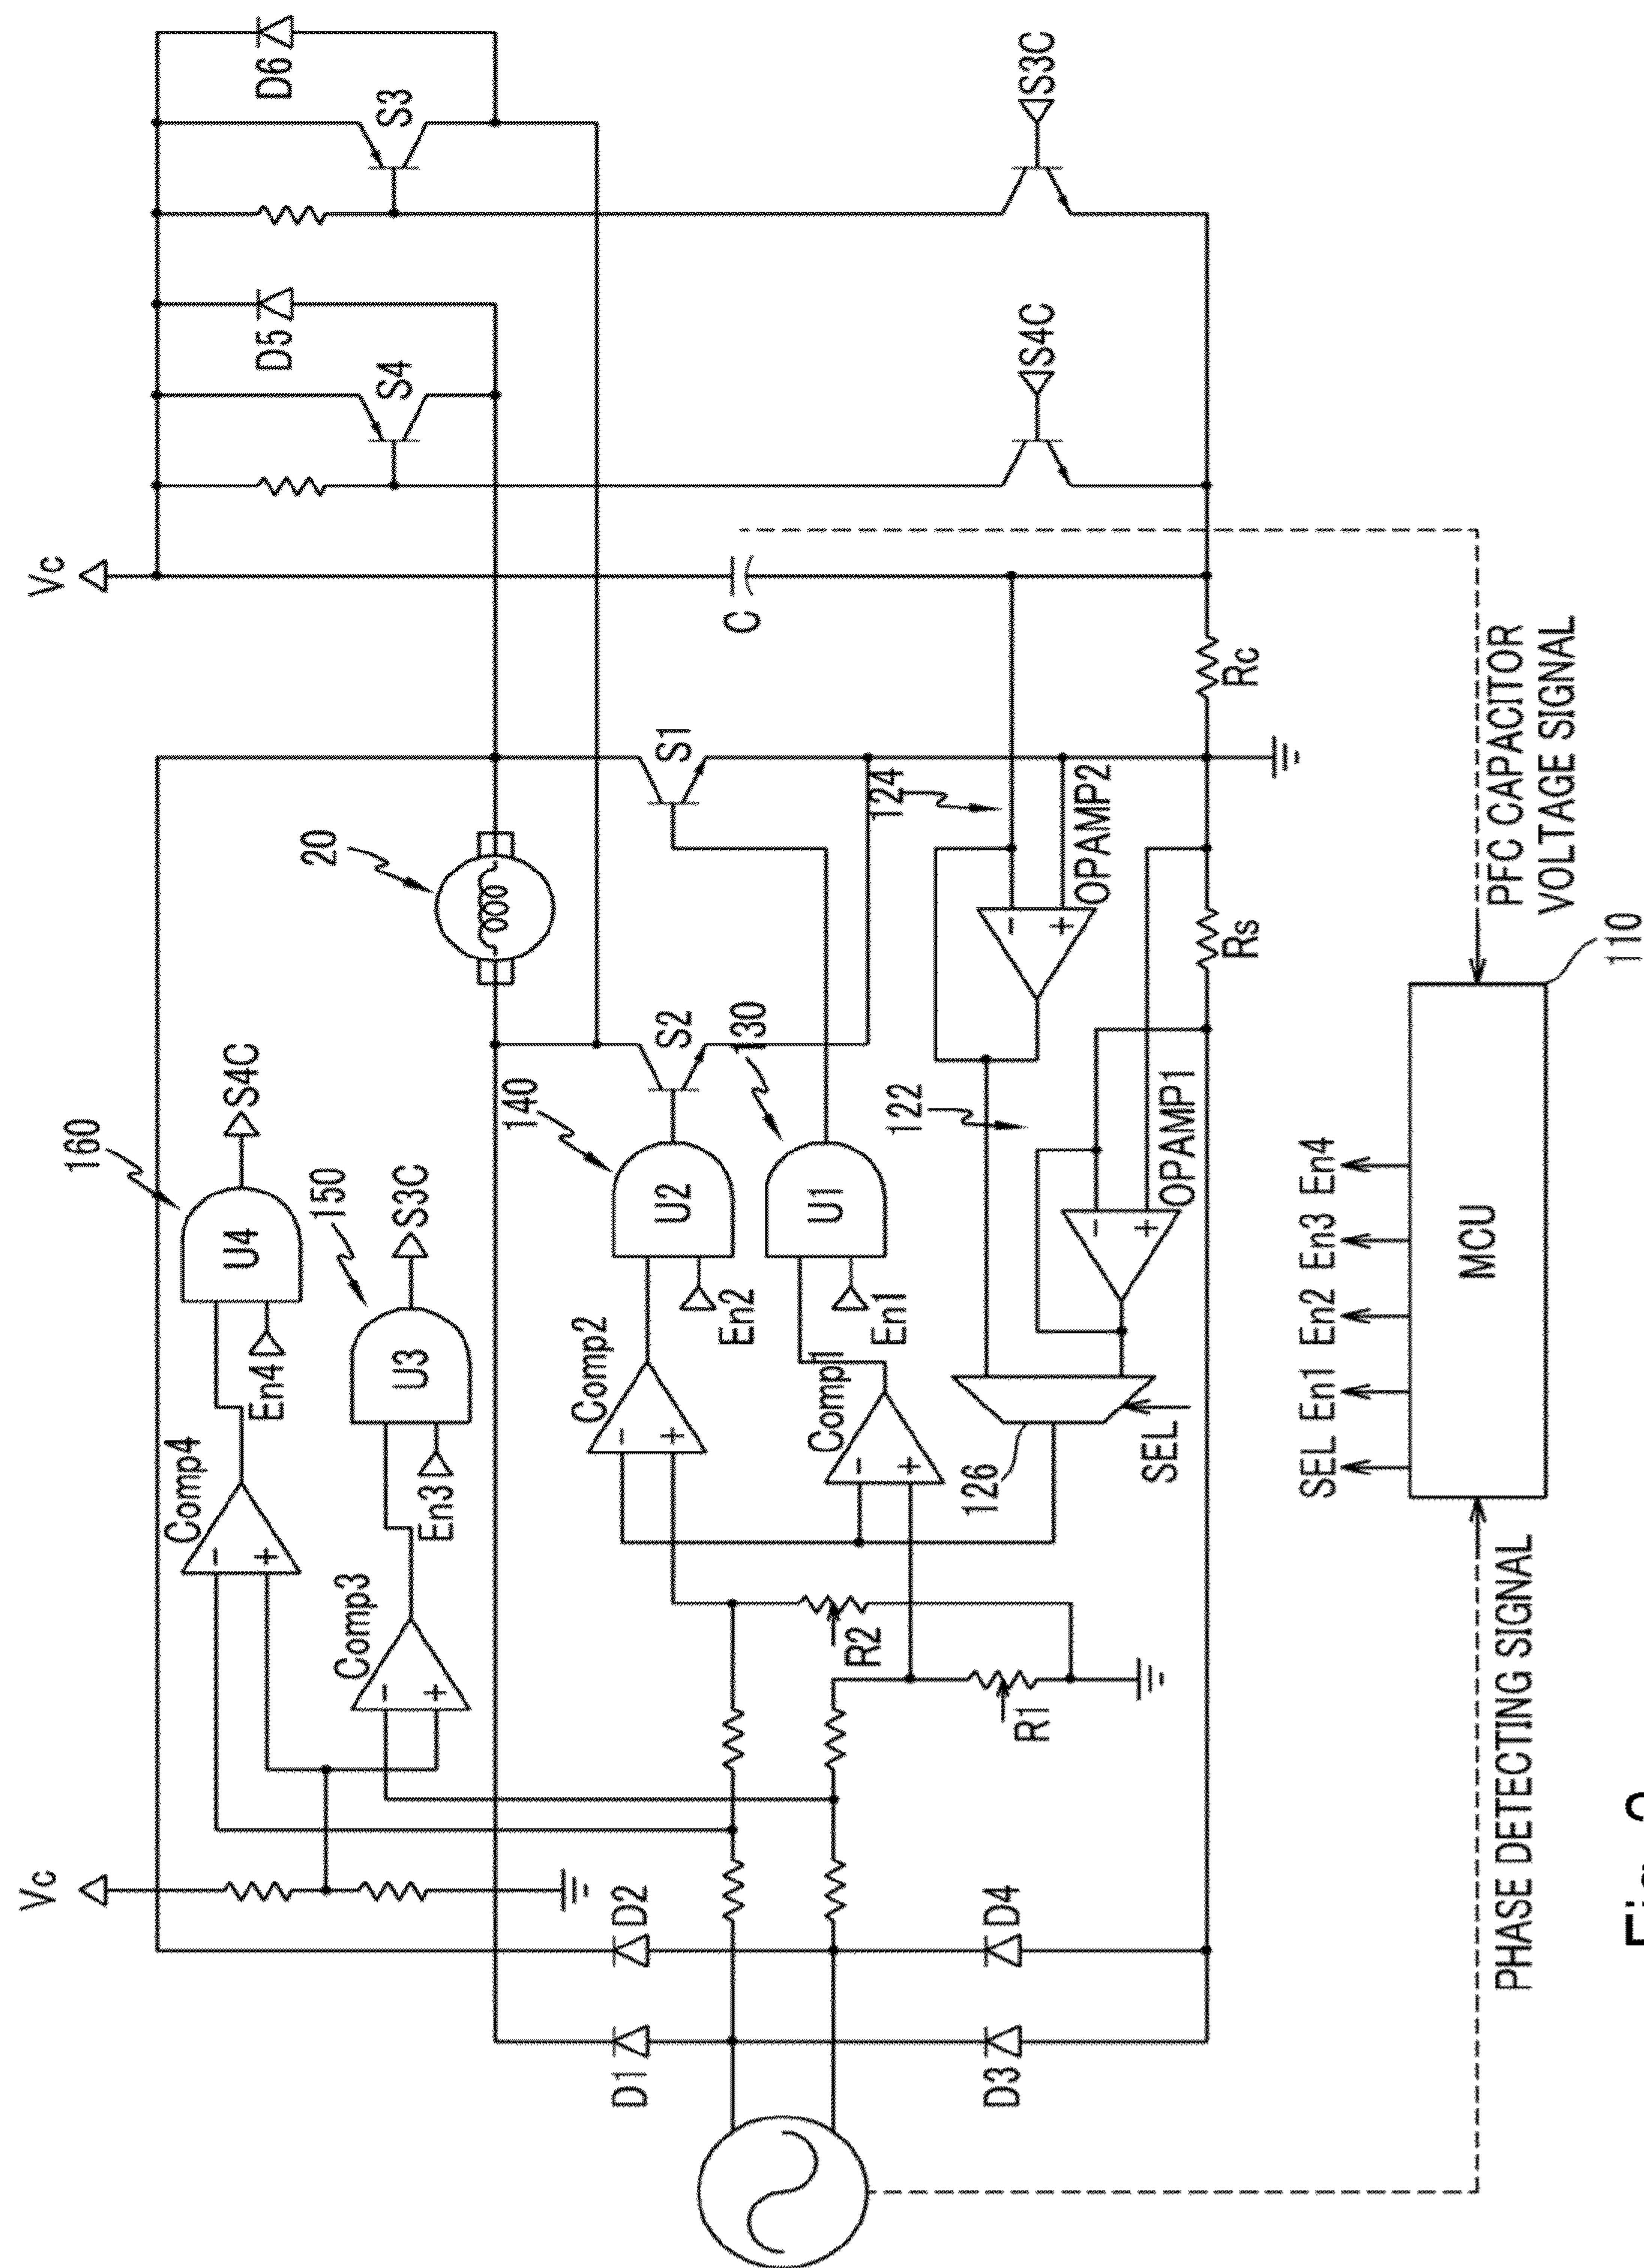 Vc
Vc
160
S4C
U4
En4
Comp4
150
S3C
U3
En3
Comp3
20
D5
D6
S4
S3
140
S2
U2
En2
Comp2
130
U1
En1
Comp1
S1
C
D1
D2
D3
D4
R2
R1
126
SEL
122
124
OPAMP1
OPAMP2
Rs
Rc
S4C
S3C
PHASE DETECTING SIGNAL
SEL En1 En2 En3 En4
MCU
110
PFC CAPACITOR
VOLTAGE SIGNAL